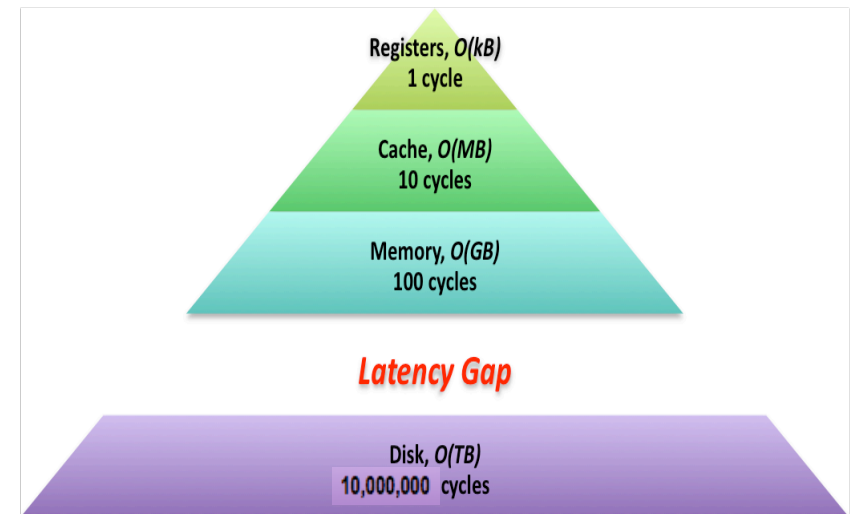 Registers, O(kB)
1 cycle
Cache, O(MB)
10 cycles
Memory, O(GB)
100 cycles
Latency Gap
Disk, O(TB)
10,000,000 cycles